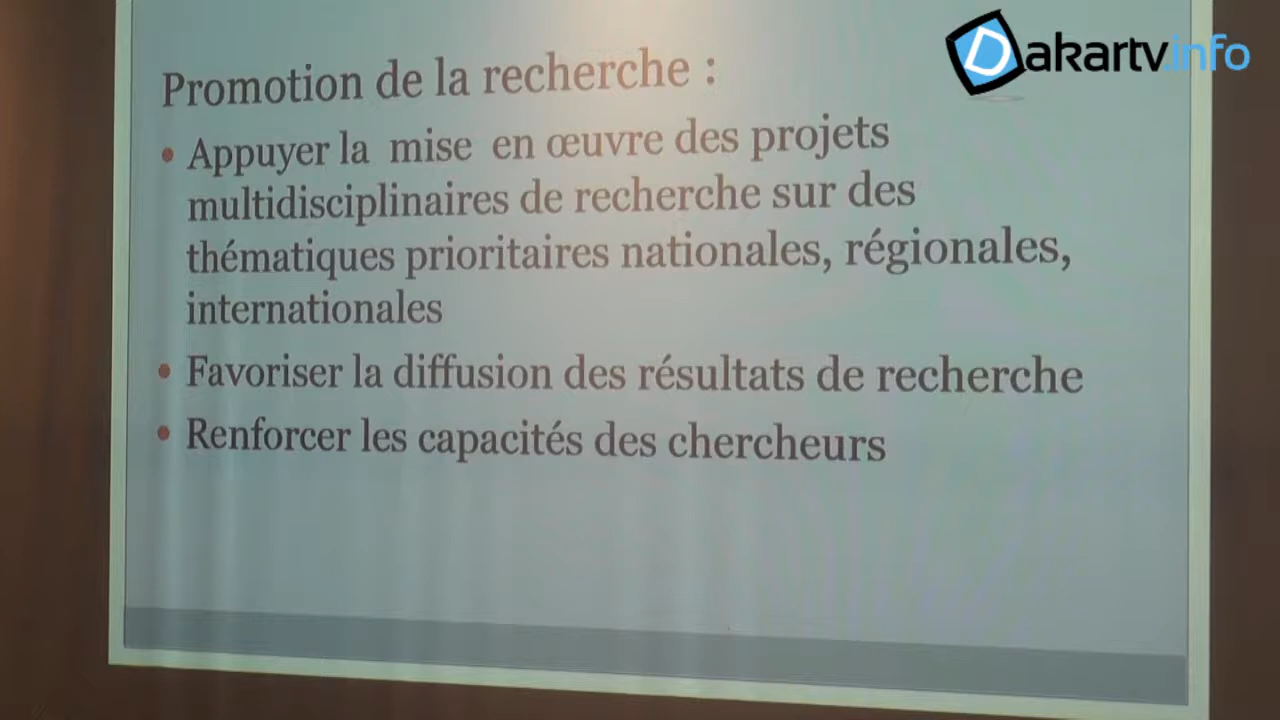 Dakartv.info
Promotion de la recherche :
• Appuyer la mise en œuvre des projets
multidisciplinaires de recherche sur des
thématiques prioritaires nationales, régionales,
internationales
• Favoriser la diffusion des résultats de recherche
• Renforcer les capacités des chercheurs